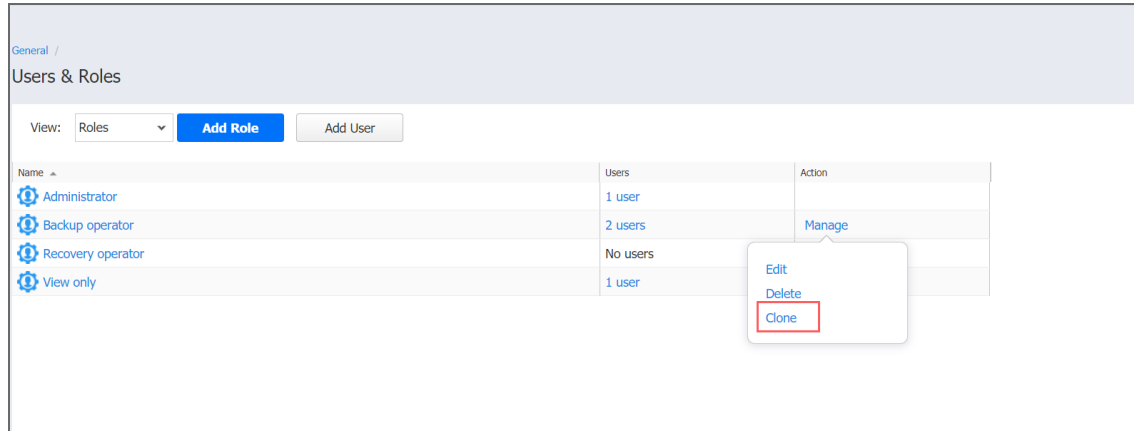 General /
Users & Roles
View: Roles Add Role Add User
Name Users Action
Administrator 1 user
Backup operator 2 users Manage
Recovery operator No users
View only 1 user
Edit
Delete
Clone